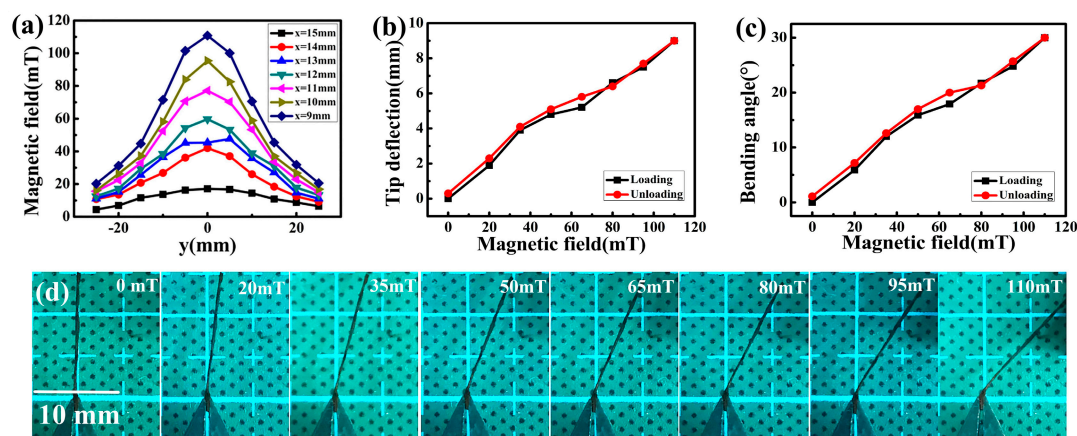 (a)
Magnetic field(mT)
120
110
100
80
60
40
20
0
-20
0
20
y(mm)
x=15mm
x=14mm
x=13mm
x=12mm
x=11mm
x=10mm
x=9mm
(b)
Tip deflection(mm)
10
8
6
4
2
0
0
20
40
60
80
100
120
Magnetic field(mT)
Loading
Unloading
(c)
Bending angle(°)
30
20
10
0
0
20
40
60
80
100
120
Magnetic field(mT)
Loading
Unloading
(d)
0 mT
20mT
35mT
50mT
65mT
80mT
95mT
110mT
10 mm